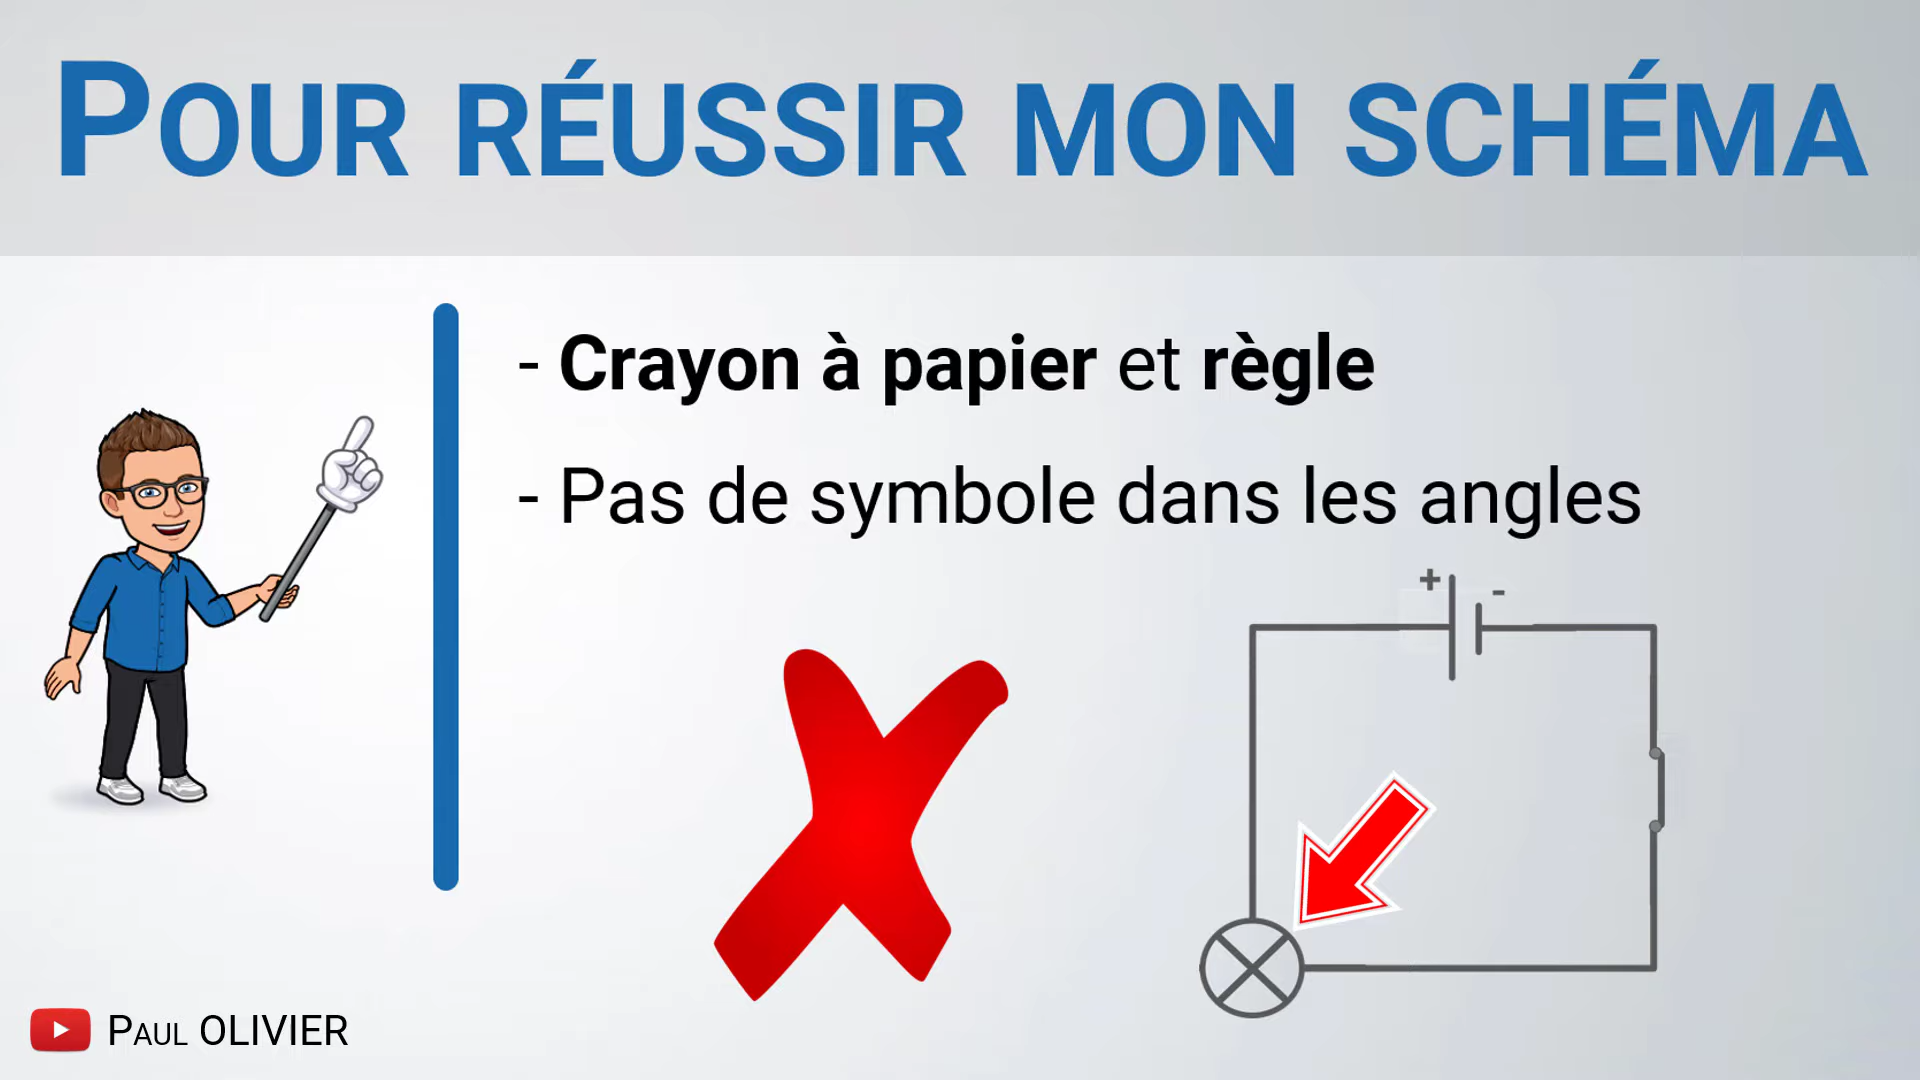 POUR RÉUSSIR MON SCHÉMA
- Crayon à papier et règle
- Pas de symbole dans les angles
+ -
PAUL OLIVIER